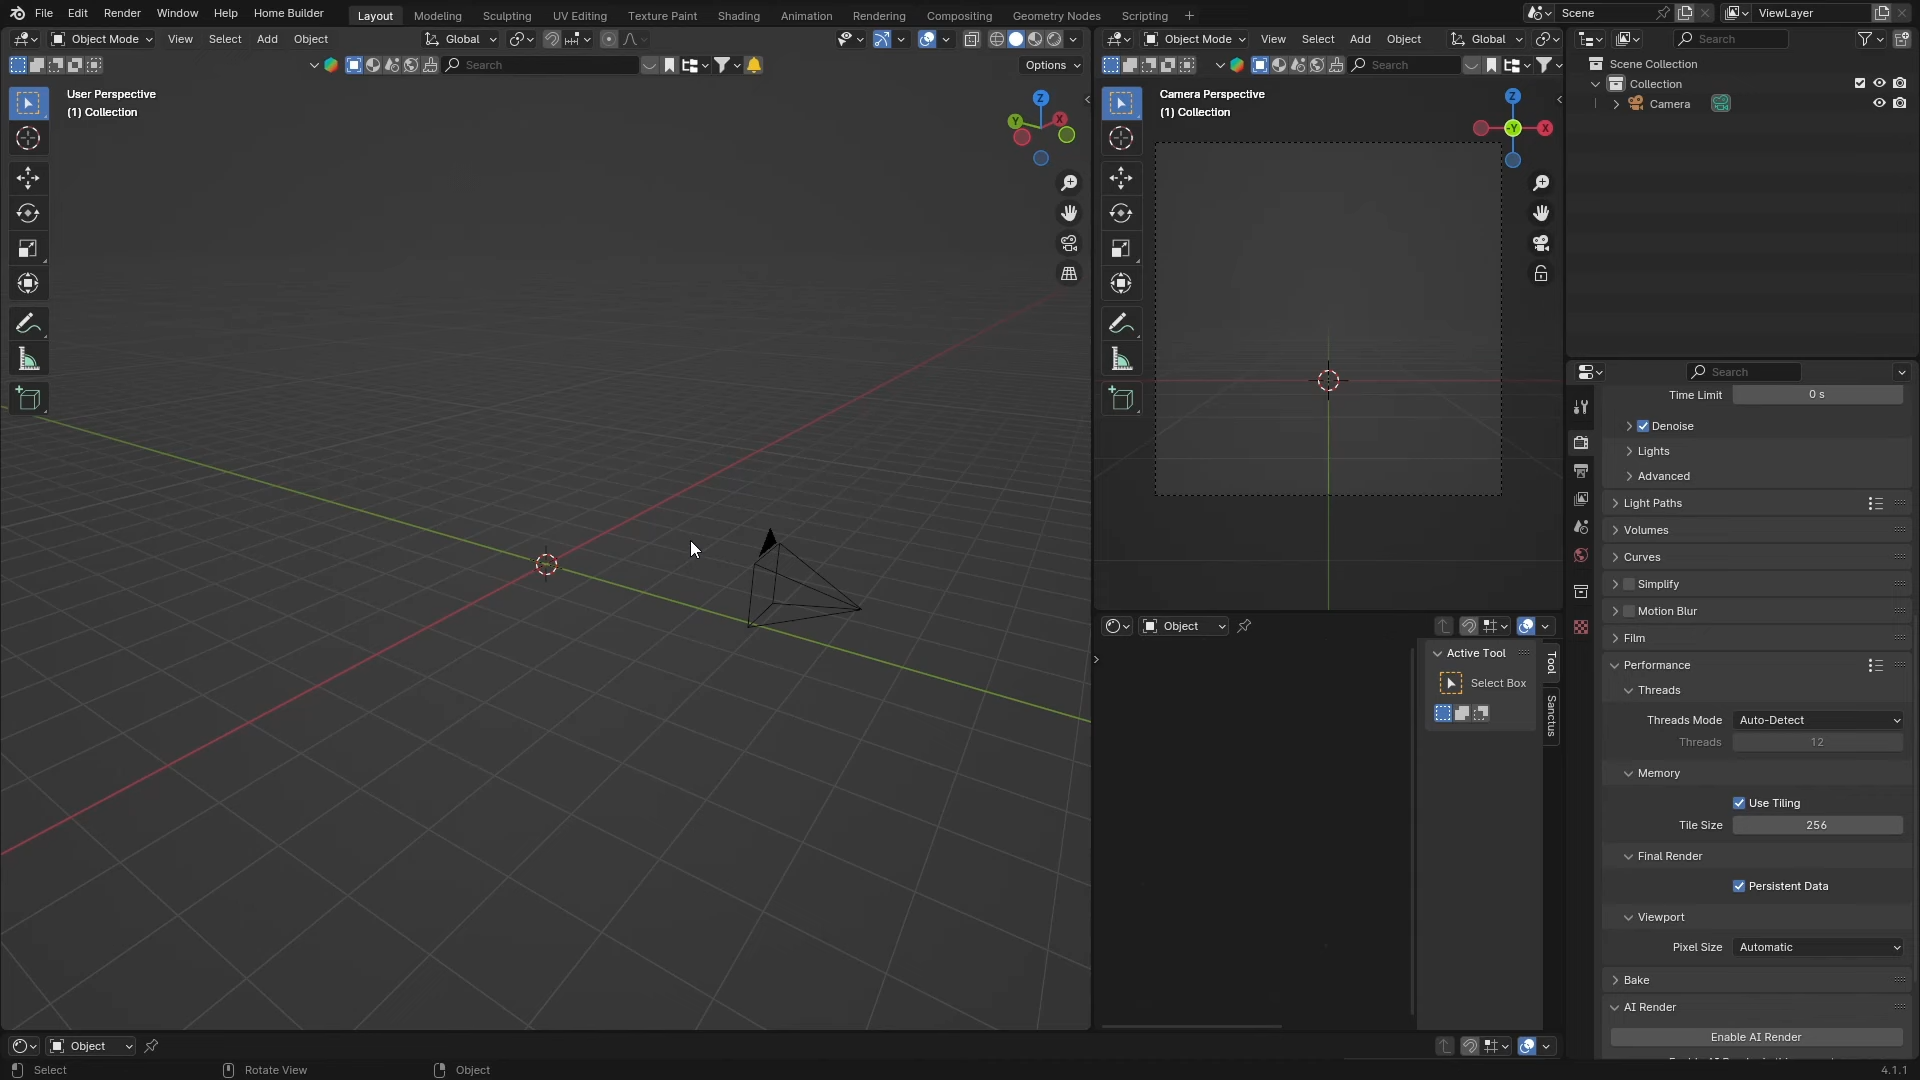 File Edit Render Window Help Home Builder Layout Modeling Sculpting UV Editing Texture Paint Shading Animation Rendering Compositing Geometry Nodes Scripting + Scene ViewLayer
Object Mode View Select Add Object Global
Object Mode View Select Add Object Global
Search
Search Options
Search
User Perspective
(1) Collection
Z
Y
X
Camera Perspective
(1) Collection
Z
-Y
X
Scene Collection
Collection
Camera
Search
Time Limit 0 s
Denoise
Lights
Advanced
Light Paths
Volumes
Curves
Simplify
Motion Blur
Film
Performance
Threads
Threads Mode Auto-Detect
Threads 12
Memory
Use Tiling
Tile Size 256
Final Render
Persistent Data
Viewport
Pixel Size Automatic
Bake
AI Render
Enable AI Render
Object
Active Tool
Select Box
Tool
Sanctus
Object
Select Rotate View Object 4.1.1